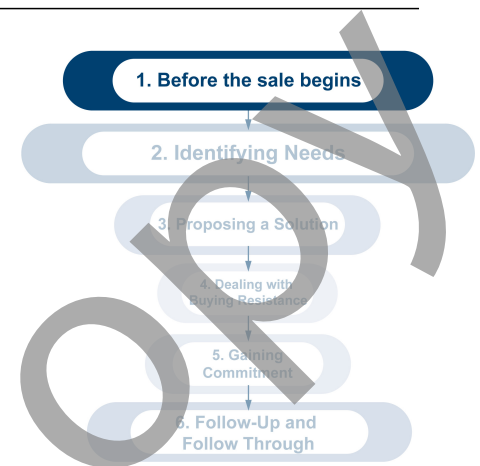 1. Before the sale begins
2. Identifying Needs
3. Proposing a Solution
4. Dealing with
Buying Resistance
5. Gaining
Commitment
6. Follow-Up and
Follow Through
opy